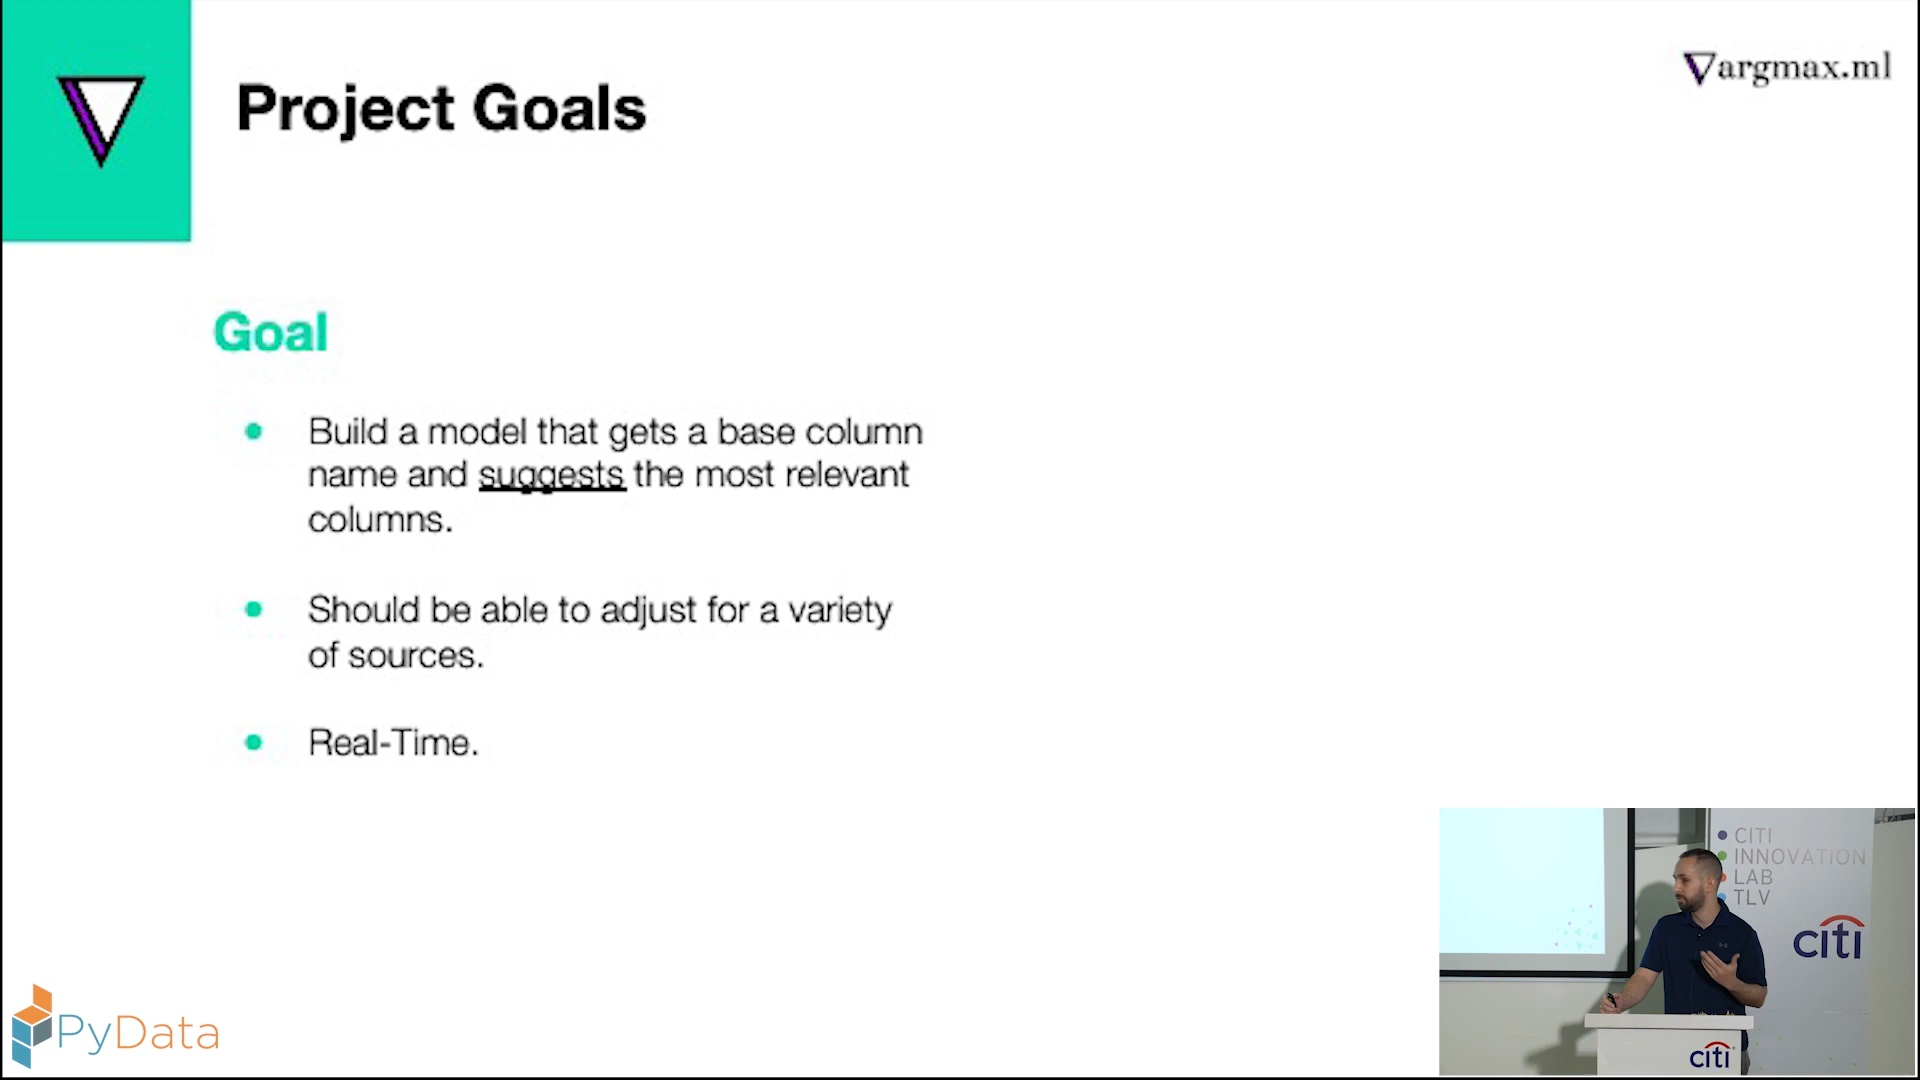 argmax.ml
Project Goals
Goal
Build a model that gets a base column
name and suggests the most relevant
columns.
Should be able to adjust for a variety
of sources.
Real-Time.
CITI
INNOVATION
LAB
TLV
citi
citi
PyData